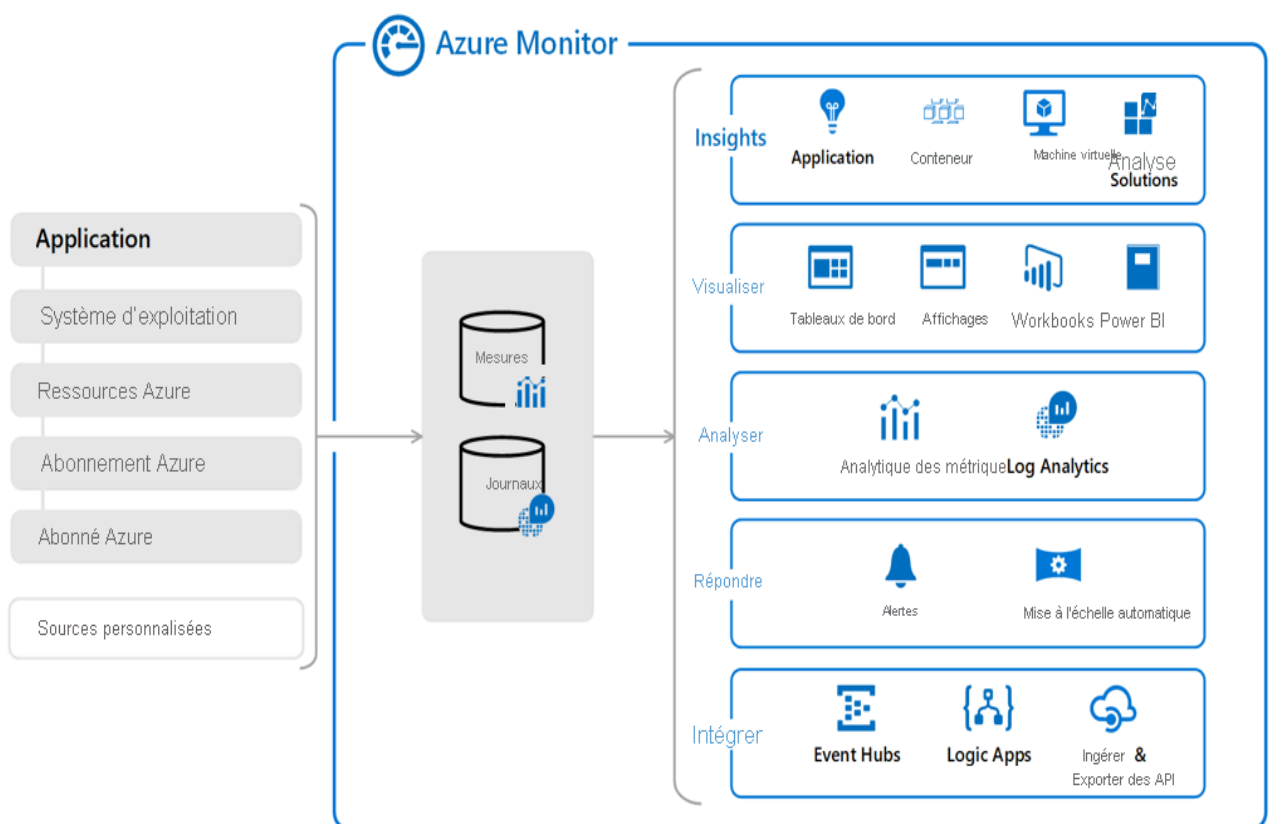 Azure Monitor
Application
Système d'exploitation
Ressources Azure
Abonnement Azure
Abonné Azure
Sources personnalisées
Mesures
Journaux
Insights
Application
Conteneur
Machine virtuelle
Analyse
Solutions
Visualiser
Tableaux de bord
Affichages
Workbooks
Power BI
Analyser
Analytique des métrique
Log Analytics
Répondre
Alertes
Mise à l'échelle automatique
Intégrer
Event Hubs
Logic Apps
Ingérer &
Exporter des API